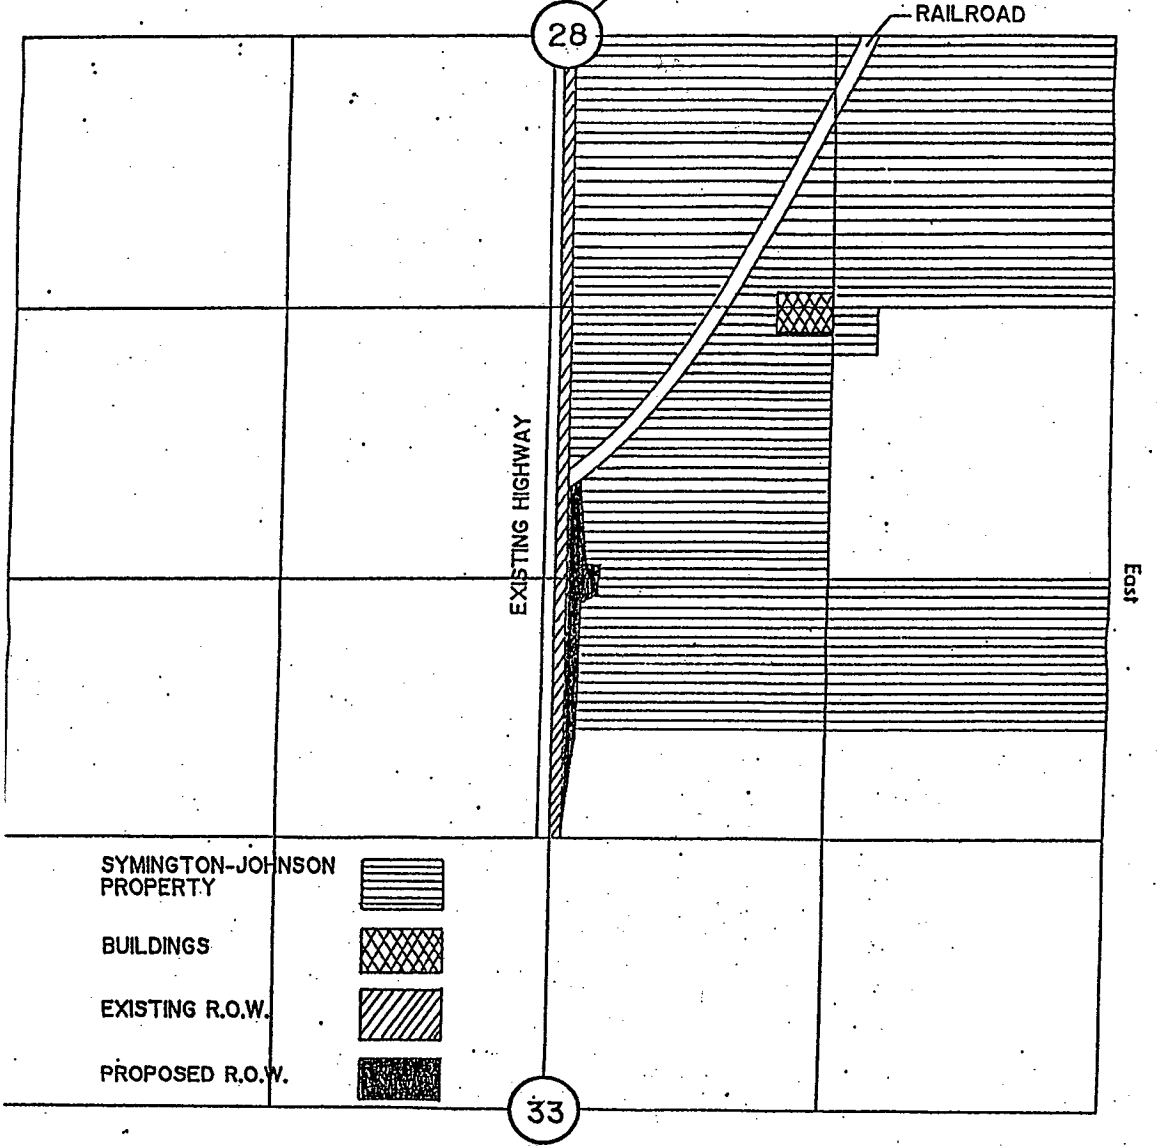 RAILROAD
28
EXISTING HIGHWAY
East
SYMINGTON-JOHNSON
PROPERTY
BUILDINGS
EXISTING R.O.W.
PROPOSED R.O.W.
33